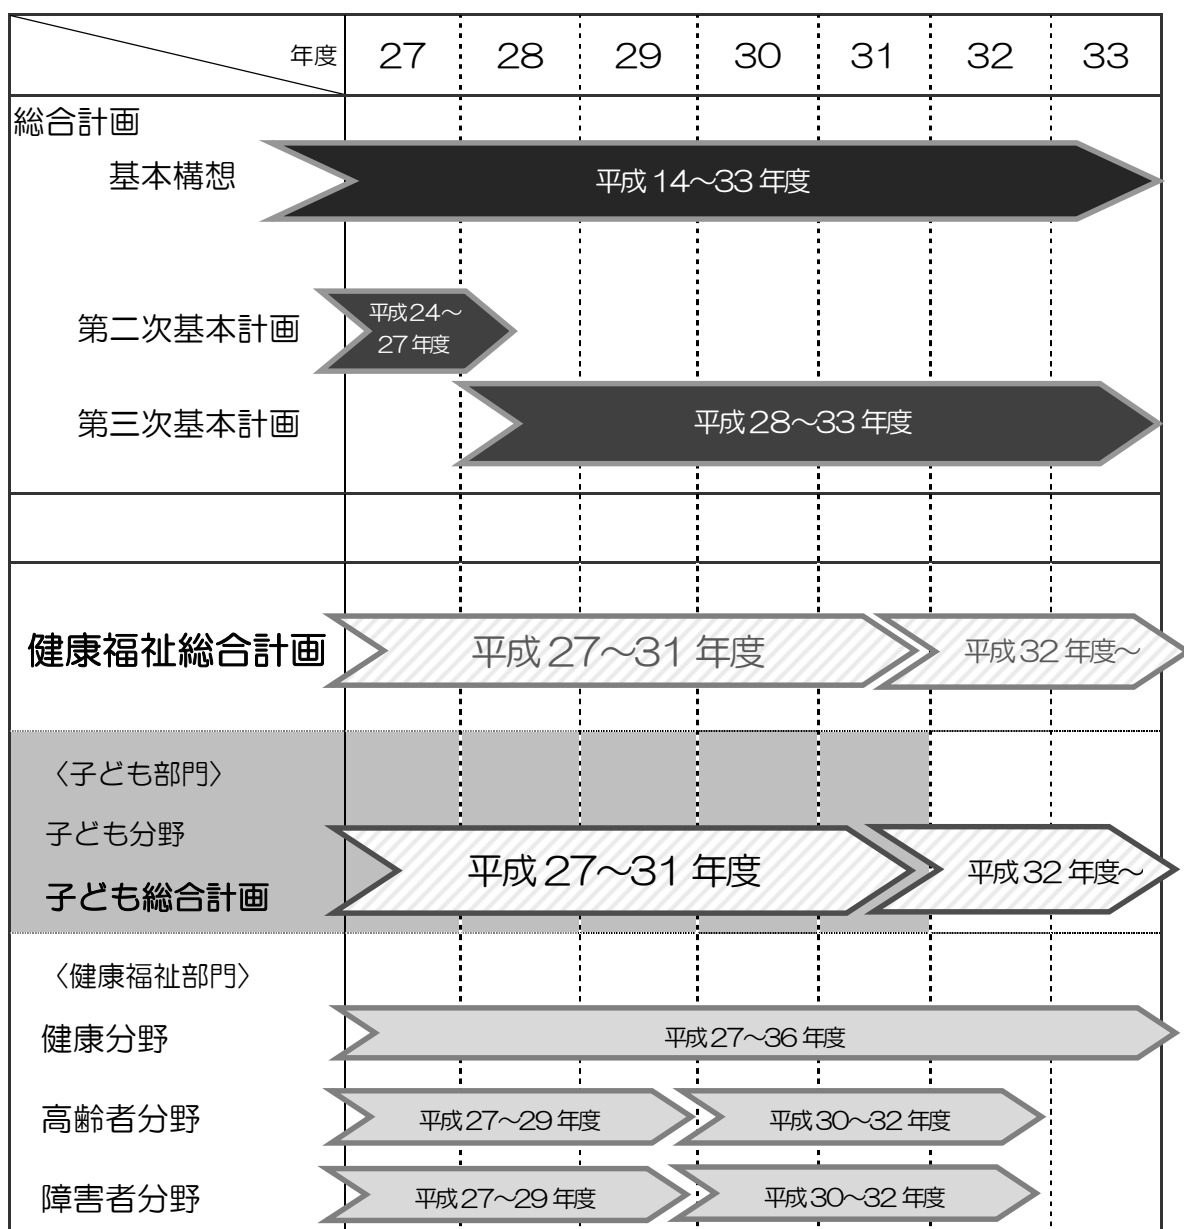 年度 27 28 29 30 31 32 33
総合計画
基本構想
平成14～33年度
第二次基本計画
平成24～
27年度
第三次基本計画
平成28～33年度
健康福祉総合計画
平成27～31年度
平成32年度～
〈子ども部門〉
子ども分野
子ども総合計画
平成27～31年度
平成32年度～
〈健康福祉部門〉
健康分野
平成27～36年度
高齢者分野
平成27～29年度
平成30～32年度
障害者分野
平成27～29年度
平成30～32年度